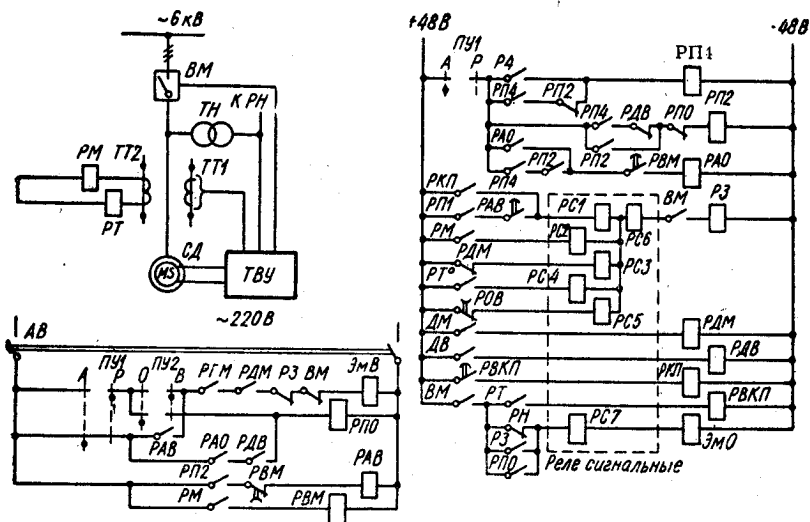 ~6 кВ
ВМ
К РН
ТН
ТТ2
ТТ1
РМ
РТ
СД
MS
ТВУ
~220В
АВ
ПУ1
ПУ2
А
Р
О
В
РГМ
РДМ
РЗ
ВМ
ЭмВ
РПО
РАВ
РАО
РДВ
РП2
РВМ
РАВ
РМ
РВМ
+48В
-48В
ПУ1
А
Р
Р4
РП4
РП2
РП1
РП2
РП4
РДВ
РПО
РАО
РП2
РП2
РВМ
РАО
РП4
РКП
РП1
РАВ
РС1
РС6
ВМ
РЗ
РМ
РС2
РДМ
РС3
РТ°
РС4
РОВ
РС5
ДМ
РДМ
ДВ
РДВ
РВКП
РКП
ВМ
РТ
РВКП
РН
РС7
ЭмО
РЗ
РПО
Реле сигнальные